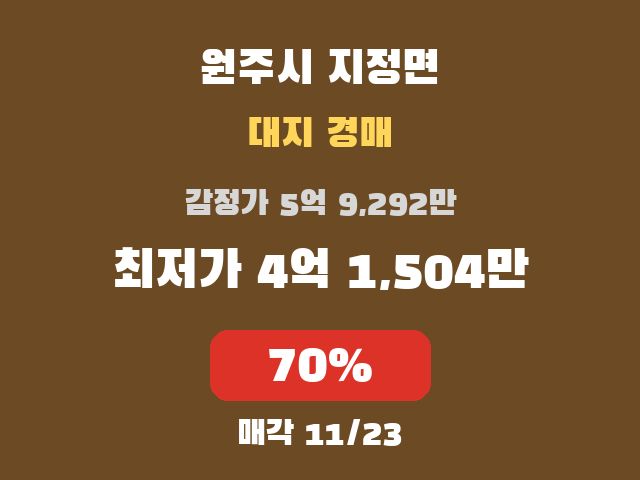 원주시 지정면
대지 경매
감정가 5억 9,292만
최저가 4억 1,504만
70%
매각 11/23